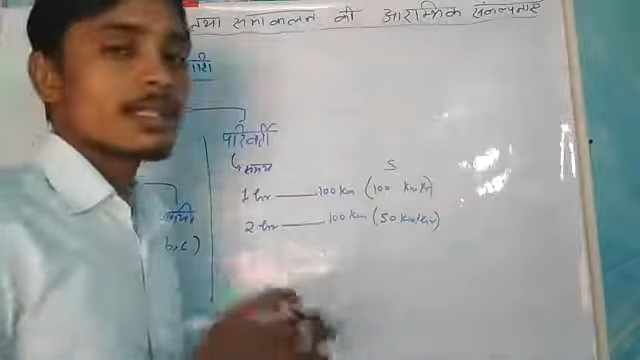 तथा समाकलन की आरम्भिक संकल्पनाए
राशी
परिवर्ती
समय
S
1 hr 100 km (100 km/hr)
2 hr 100 km (50 km/hr)
b, c)